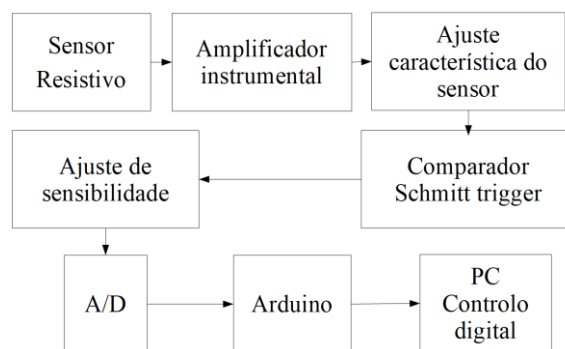 Sensor
Resistivo
Amplificador
instrumental
Ajuste
característica do
sensor
Ajuste de
sensibilidade
Comparador
Schmitt trigger
A/D
Arduino
PC
Controlo
digital